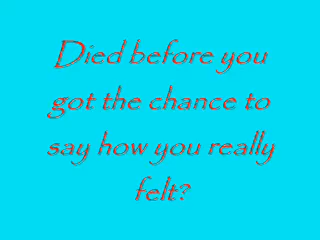 Died before you
got the chance to
say how you really
felt?